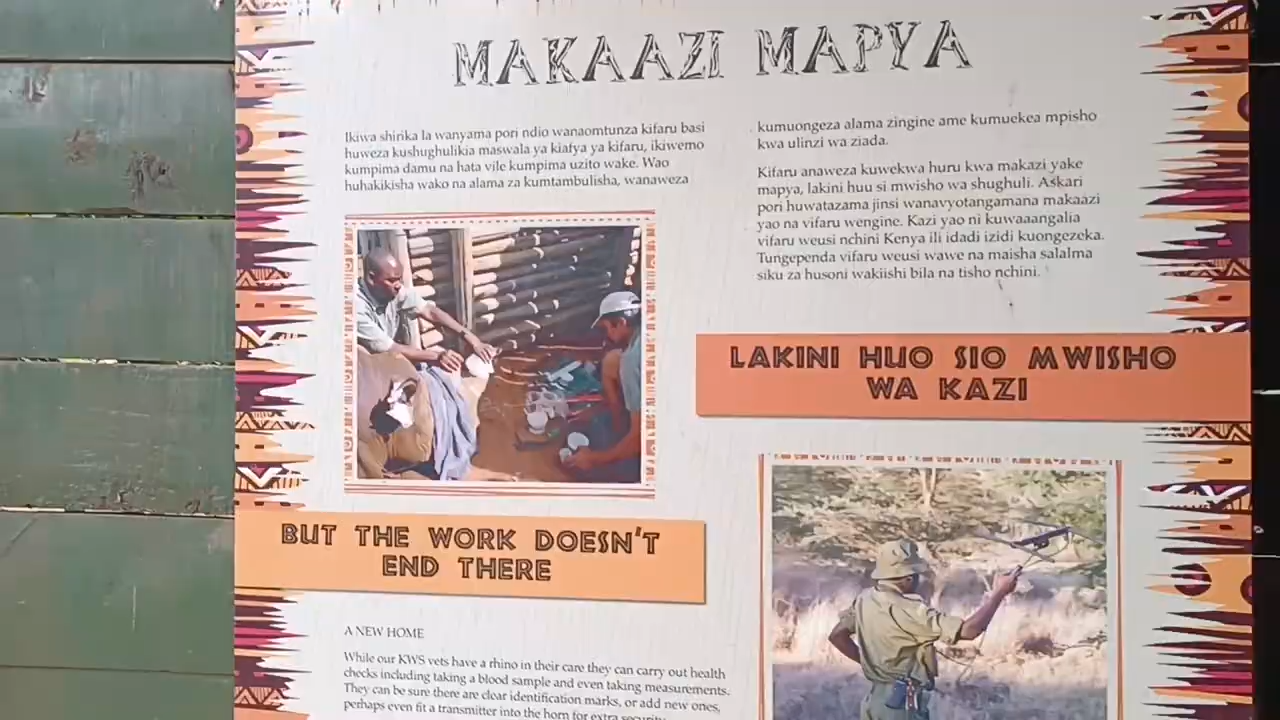 MAKAAZI MAPYA
Ikiwa shirika la wanyama pori ndio wanaomtunza kifaru basi
huweza kushughulikia maswala ya kiafya ya kifaru, ikiwemo
kumpima damu na hata vile kumpima uzito wake. Wao
huhakikisha wako na alama za kumtambulisha, wanaweza
kumuongeza alama zingine ame kumuekea mpisho
kwa ulinzi wa ziada.
Kifaru anaweza kuwekwa huru kwa makazi yake
mapya, lakini huu si mwisho wa shughuli. Askari
pori huwatazama jinsi wanavyotangamana makaazi
yao na vifaru wengine. Kazi yao ni kuwaaangalia
vifaru weusi nchini Kenya ili idadi izidi kuongezeka.
Tungependa vifaru weusi wawe na maisha salalma
siku za husoni wakiishi bila na tisho nchini.
LAKINI HUO SIO MWISHO
WA KAZI
BUT THE WORK DOESN'T
END THERE
A NEW HOME
While our KWS vets have a rhino in their care they can carry out health
checks including taking a blood sample and even taking measurements.
They can be sure there are clear identification marks, or add new ones,
perhaps even fit a transmitter into the horn for extra security.